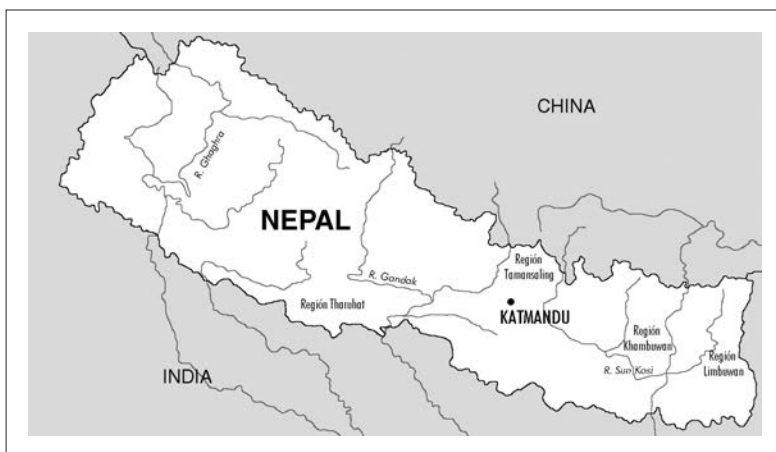 CHINA
R. Ghaghra
NEPAL
Región
Tamansaling
R. Gandak
Región Tharuhat
KATMANDU
Región
Khambuwan
Región
Limbuwan
R. Sun Kosi
INDIA